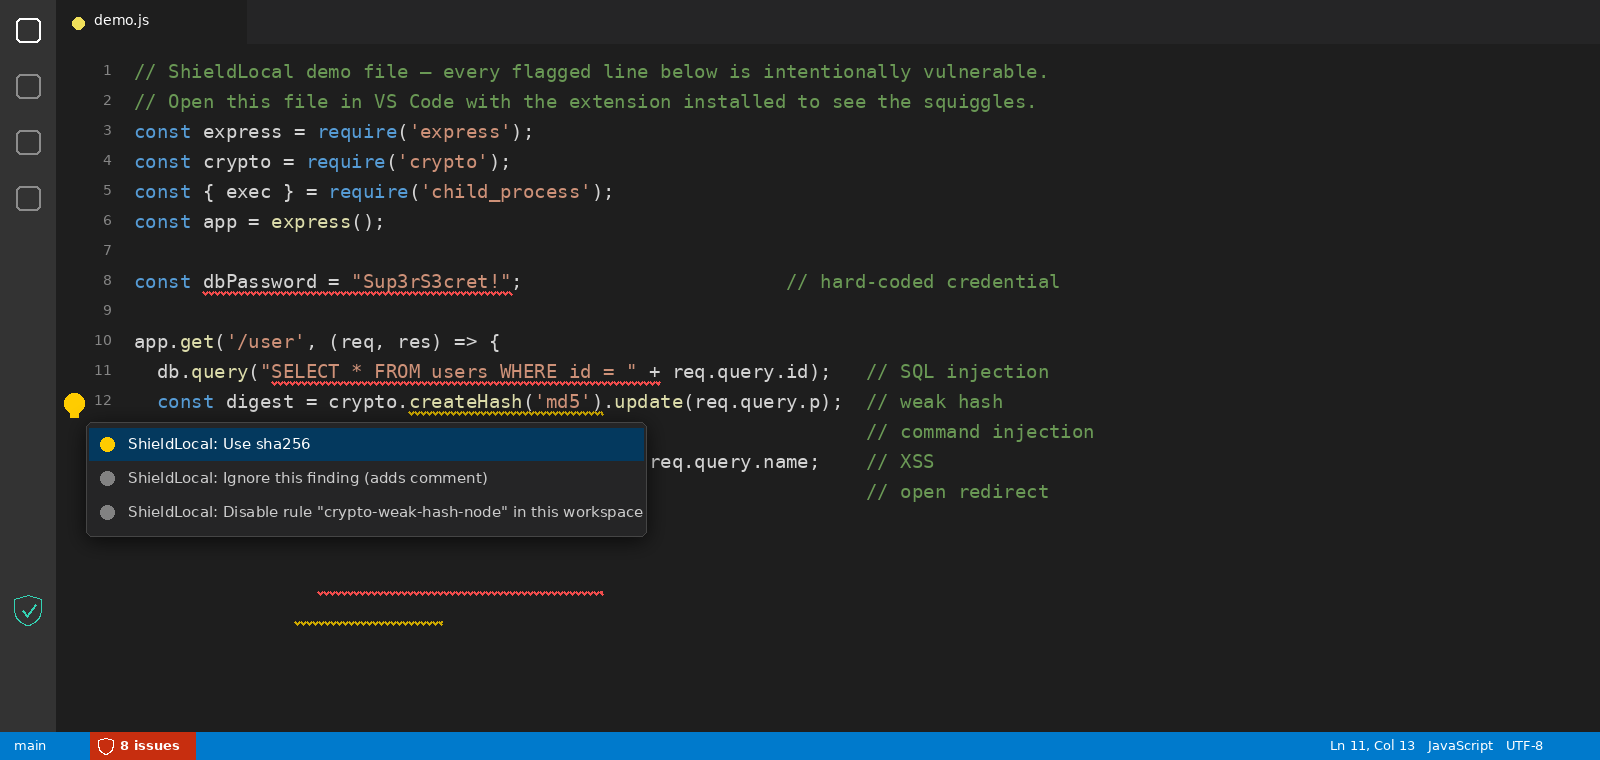 demo.js
1 // ShieldLocal demo file — every flagged line below is intentionally vulnerable.
2 // Open this file in VS Code with the extension installed to see the squiggles.
3 const express = require('express');
4 const crypto = require('crypto');
5 const { exec } = require('child_process');
6 const app = express();
7
8 const dbPassword = "Sup3rS3cret!"; // hard-coded credential
9
10 app.get('/user', (req, res) => {
11 db.query("SELECT * FROM users WHERE id = " + req.query.id); // SQL injection
12 const digest = crypto.createHash('md5').update(req.query.p); // weak hash
// command injection
ShieldLocal: Use sha256
req.query.name; // XSS
ShieldLocal: Ignore this finding (adds comment)
// open redirect
ShieldLocal: Disable rule "crypto-weak-hash-node" in this workspace
main 8 issues Ln 11, Col 13 JavaScript UTF-8